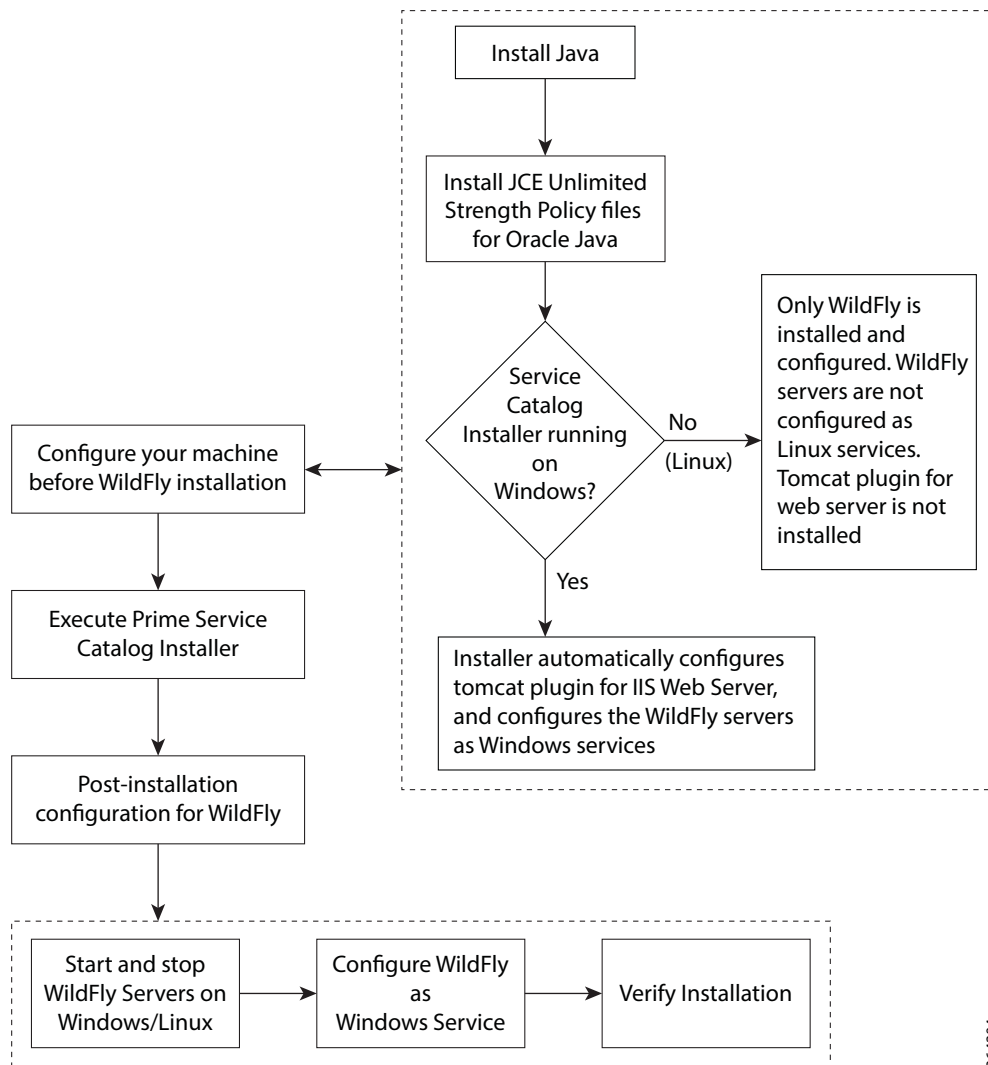 Install Java
Install JCE Unlimited
Strength Policy files
for Oracle Java
Service
Catalog
Installer running
on
Windows?
No
(Linux)
Only WildFly is
installed and
configured. WildFly
servers are not
configured as
Linux services.
Tomcat plugin for
web server is not
installed
Yes
Installer automatically configures
tomcat plugin for IIS Web Server,
and configures the WildFly servers
as Windows services
Configure your machine
before WildFly installation
Execute Prime Service
Catalog Installer
Post-installation
configuration for WildFly
Start and stop
WildFly Servers on
Windows/Linux
Configure WildFly
as
Windows Service
Verify Installation